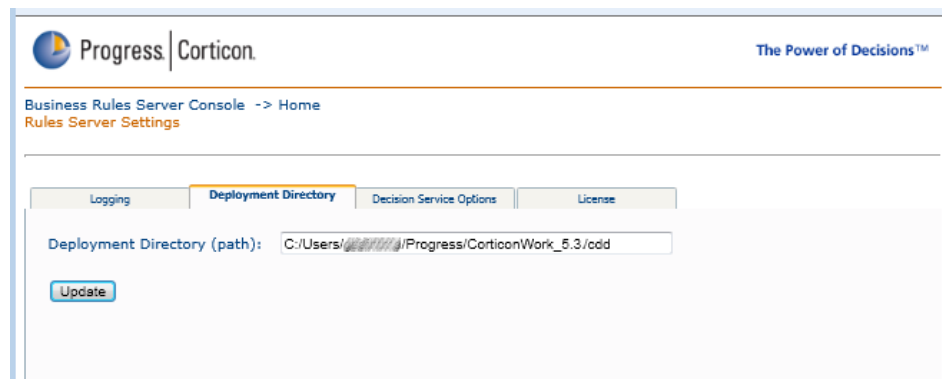 Progress. Corticon.
The Power of Decisions™
Business Rules Server Console -> Home
Rules Server Settings
Logging Deployment Directory Decision Service Options License
Deployment Directory (path): C:/Users/ /Progress/CorticonWork_5.3/cdd
Update